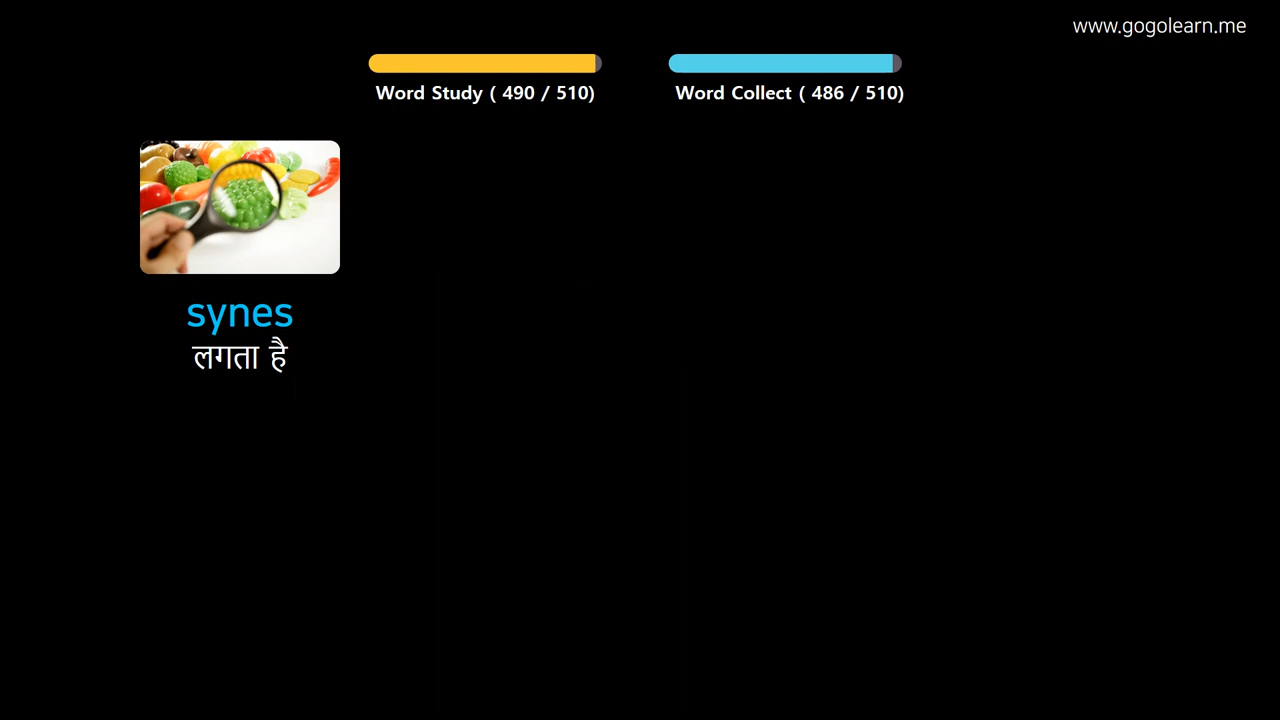 www.gogolearn.me
Word Study ( 490 / 510)
Word Collect ( 486 / 510)
synes
लगता है